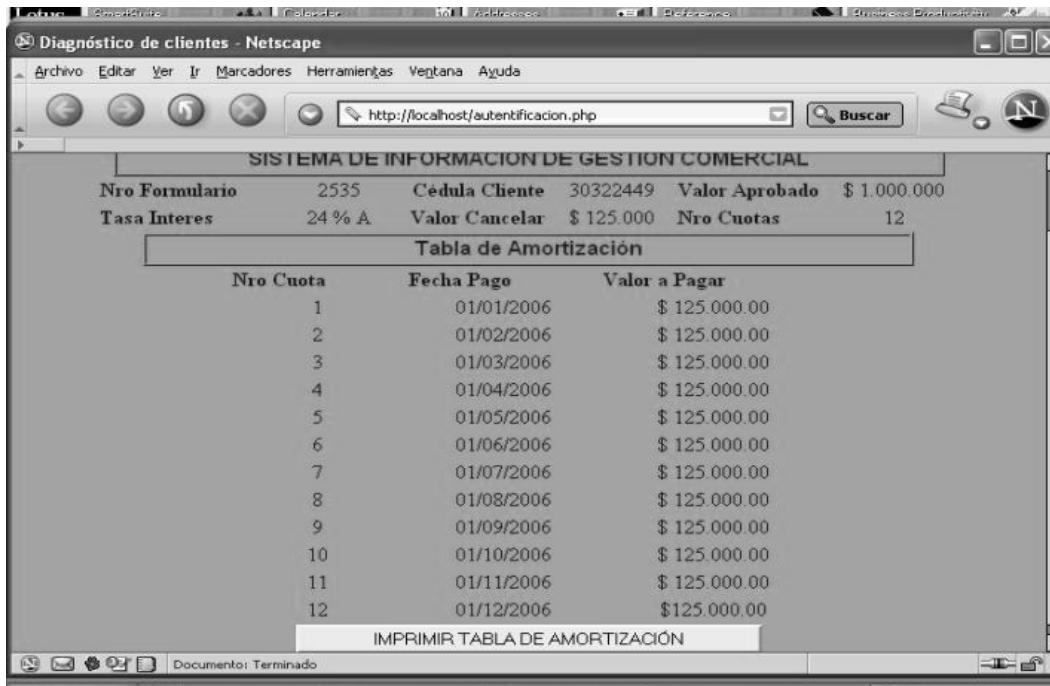 Lotus SmartSuite Calendar Addresses Reference Business Productivity
Diagnóstico de clientes - Netscape
Archivo Editar Ver Ir Marcadores Herramientas Ventana Ayuda
http://localhost/autentificacion.php Buscar
SISTEMA DE INFORMACION DE GESTION COMERCIAL
Nro Formulario 2535 Cédula Cliente 30322449 Valor Aprobado $ 1.000.000
Tasa Interes 24 % A Valor Cancelar $ 125.000 Nro Cuotas 12
Tabla de Amortización
Nro Cuota Fecha Pago Valor a Pagar
1 01/01/2006 $ 125.000.00
2 01/02/2006 $ 125.000.00
3 01/03/2006 $ 125.000.00
4 01/04/2006 $ 125.000.00
5 01/05/2006 $ 125.000.00
6 01/06/2006 $ 125.000.00
7 01/07/2006 $ 125.000.00
8 01/08/2006 $ 125.000.00
9 01/09/2006 $ 125.000.00
10 01/10/2006 $ 125.000.00
11 01/11/2006 $ 125.000.00
12 01/12/2006 $125.000.00
IMPRIMIR TABLA DE AMORTIZACIÓN
Documento: Terminado